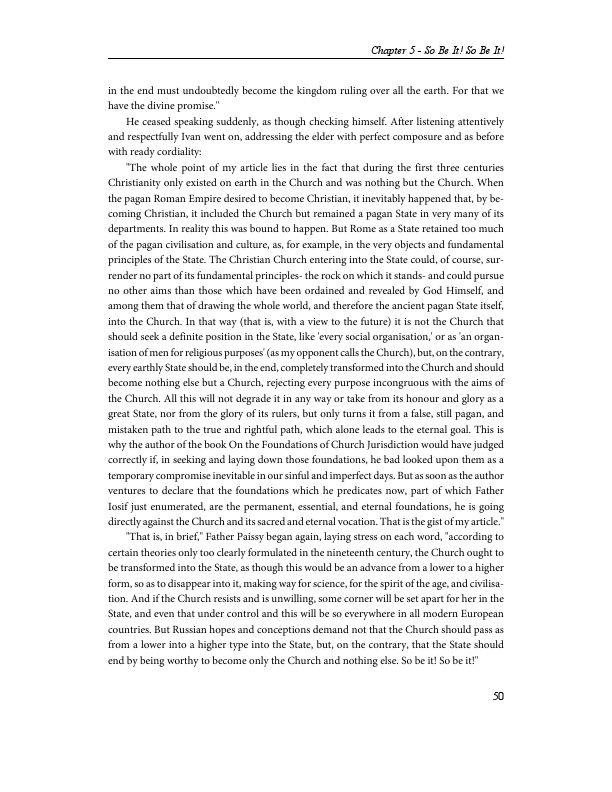 Chapter 5 - So Be It! So Be It!
in the end must undoubtedly become the kingdom ruling over all the earth. For that we
have the divine promise."
He ceased speaking suddenly, as though checking himself. After listening attentively
and respectfully Ivan went on, addressing the elder with perfect composure and as before
with ready cordiality:
"The whole point of my article lies in the fact that during the first three centuries
Christianity only existed on earth in the Church and was nothing but the Church. When
the pagan Roman Empire desired to become Christian, it inevitably happened that, by be-
coming Christian, it included the Church but remained a pagan State in very many of its
departments. In reality this was bound to happen. But Rome as a State retained too much
of the pagan civilisation and culture, as, for example, in the very objects and fundamental
principles of the State. The Christian Church entering into the State could, of course, sur-
render no part of its fundamental principles- the rock on which it stands- and could pursue
no other aims than those which have been ordained and revealed by God Himself, and
among them that of drawing the whole world, and therefore the ancient pagan State itself,
into the Church. In that way (that is, with a view to the future) it is not the Church that
should seek a definite position in the State, like 'every social organisation,' or as 'an organ-
isation of men for religious purposes' (as my opponent calls the Church), but, on the contrary,
every earthly State should be, in the end, completely transformed into the Church and should
become nothing else but a Church, rejecting every purpose incongruous with the aims of
the Church. All this will not degrade it in any way or take from its honour and glory as a
great State, nor from the glory of its rulers, but only turns it from a false, still pagan, and
mistaken path to the true and rightful path, which alone leads to the eternal goal. This is
why the author of the book On the Foundations of Church Jurisdiction would have judged
correctly if, in seeking and laying down those foundations, he bad looked upon them as a
temporary compromise inevitable in our sinful and imperfect days. But as soon as the author
ventures to declare that the foundations which he predicates now, part of which Father
Iosif just enumerated, are the permanent, essential, and eternal foundations, he is going
directly against the Church and its sacred and eternal vocation. That is the gist of my article."
"That is, in brief," Father Paissy began again, laying stress on each word, "according to
certain theories only too clearly formulated in the nineteenth century, the Church ought to
be transformed into the State, as though this would be an advance from a lower to a higher
form, so as to disappear into it, making way for science, for the spirit of the age, and civilisa-
tion. And if the Church resists and is unwilling, some corner will be set apart for her in the
State, and even that under control and this will be so everywhere in all modern European
countries. But Russian hopes and conceptions demand not that the Church should pass as
from a lower into a higher type into the State, but, on the contrary, that the State should
end by being worthy to become only the Church and nothing else. So be it! So be it!"
50